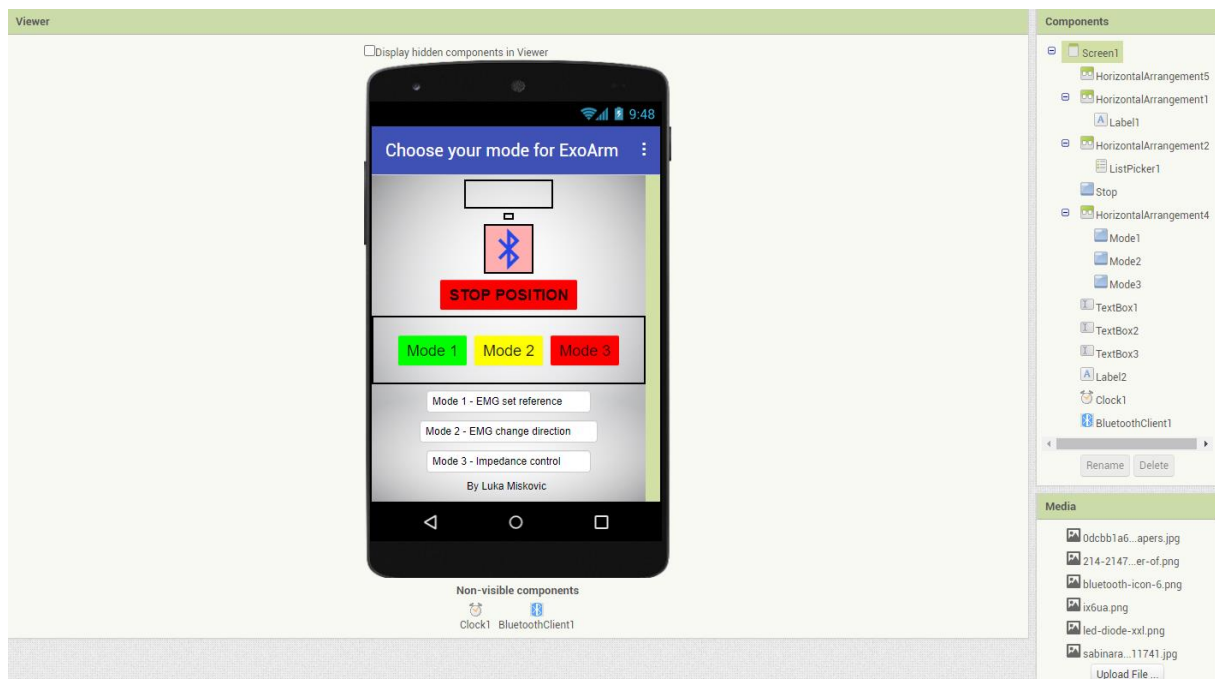 Viewer
Display hidden components in Viewer
9:48
Choose your mode for ExoArm
STOP POSITION
Mode 1 Mode 2 Mode 3
Mode 1 - EMG set reference
Mode 2 - EMG change direction
Mode 3 - Impedance control
By Luka Miskovic
Non-visible components
Clock1 BluetoothClient1
Components
Screen1
HorizontalArrangement5
HorizontalArrangement1
Label1
HorizontalArrangement2
ListPicker1
Stop
HorizontalArrangement4
Mode1
Mode2
Mode3
TextBox1
TextBox2
TextBox3
Label2
Clock1
BluetoothClient1
Rename Delete
Media
0dcbb1a6...apers.jpg
214-2147...er-of.png
bluetooth-icon-6.png
ix6ua.png
led-diode-xxl.png
sabinara...11741.jpg
Upload File ...